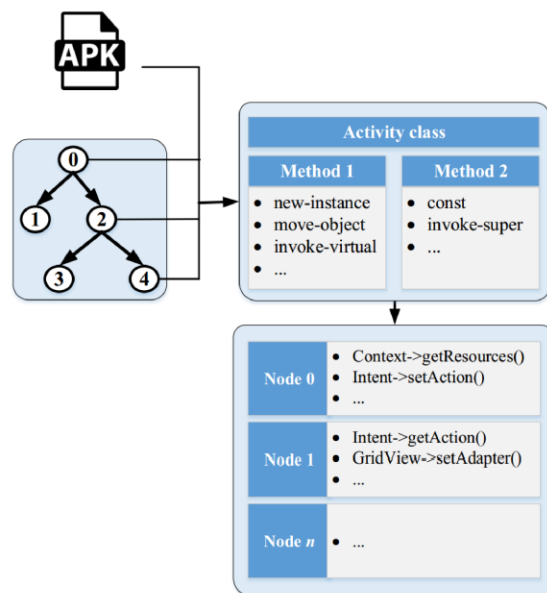 APK
0
1
2
3
4
Activity class
Method 1
• new-instance
• move-object
• invoke-virtual
• ...
Method 2
• const
• invoke-super
• ...
Node 0
• Context->getResources()
• Intent->setAction()
• ...
Node 1
• Intent->getAction()
• GridView->setAdapter()
• ...
Node n
• ...